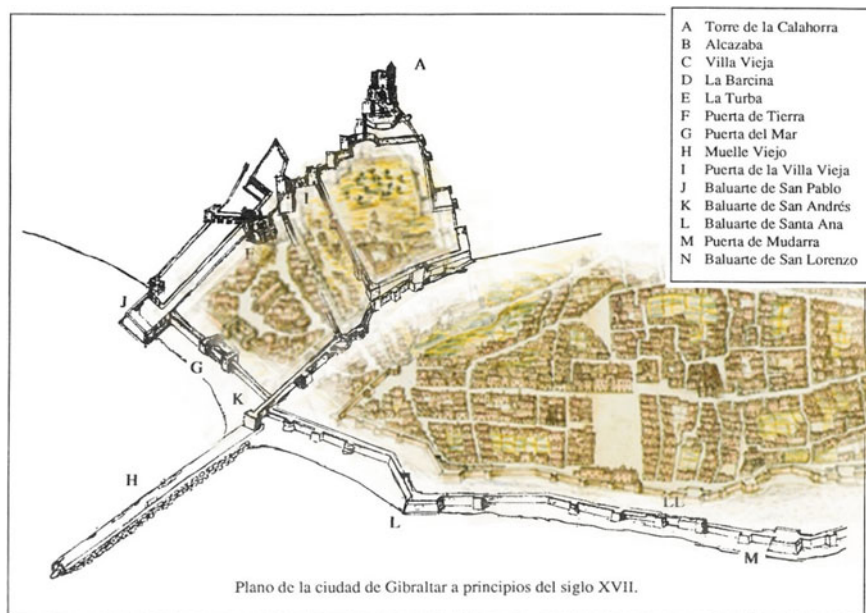 A Torre de la Calahorra
B Alcazaba
C Villa Vieja
D La Barcina
E La Turba
F Puerta de Tierra
G Puerta del Mar
H Muelle Viejo
I Puerta de la Villa Vieja
J Baluarte de San Pablo
K Baluarte de San Andrés
L Baluarte de Santa Ana
M Puerta de Mudarra
N Baluarte de San Lorenzo
A
I
J
G
K
H
LL
L
M
Plano de la ciudad de Gibraltar a principios del siglo XVII.